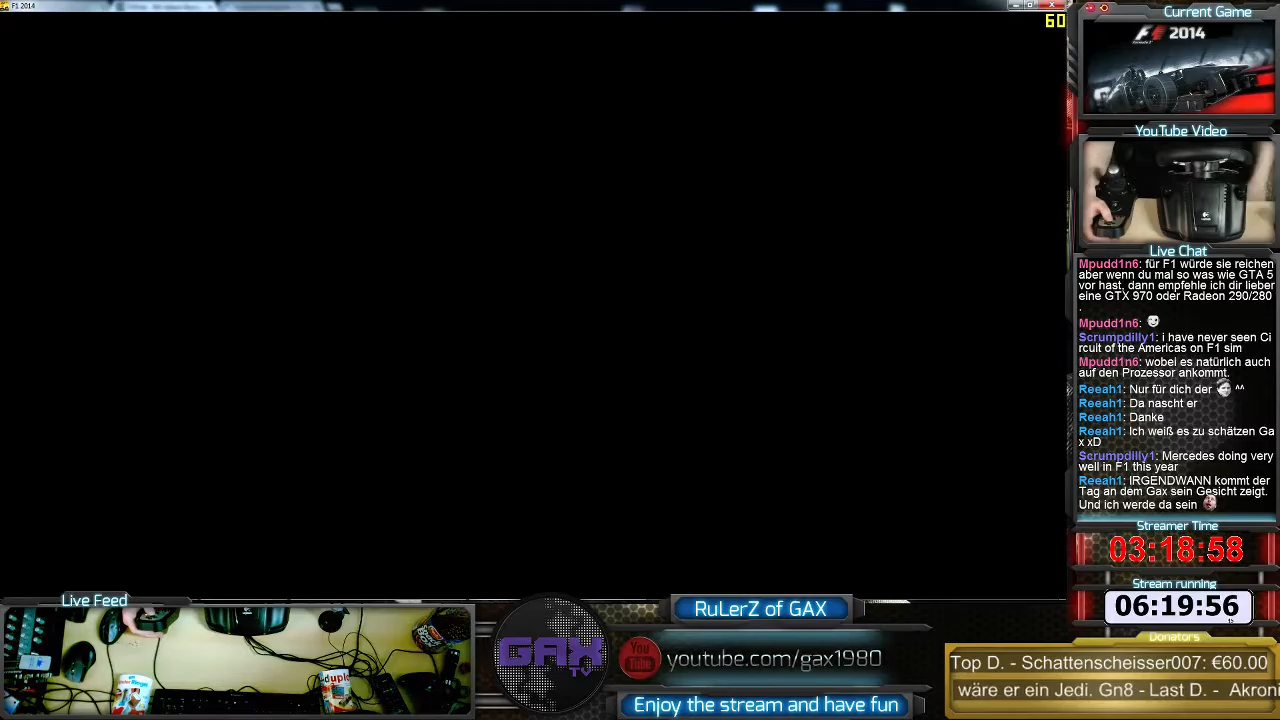 F1 2014
60
Current Game
F1 2014
YouTube Video
Live Chat
Mpudd1n6: für F1 würde sie reichen
aber wenn du mal so was wie GTA 5
vor hast, dann empfehle ich dir lieber
eine GTX 970 oder Radeon 290/280
.
Mpudd1n6:
Scrumpdilly1: i have never seen Ci
rcuit of the Americas on F1 sim
Mpudd1n6: wobei es natürlich auch
auf den Prozessor ankommt.
Reeah1: Nur für dich der ^^
Reeah1: Da nascht er
Reeah1: Danke
Reeah1: Ich weiß es zu schätzen Ga
x xD
Scrumpdilly1: Mercedes doing very
well in F1 this year
Reeah1: IRGENDWANN kommt der
Tag an dem Gax sein Gesicht zeigt.
Und ich werde da sein
Streamer Time
03:18:58
Stream running
06:19:56
Donators
Top D. - Schattenscheisser007: €60.00
wäre er ein Jedi. Gn8 - Last D. - Akroni
Live Feed
duplo
GAX
TV
RuLerZ of GAX
You
Tube
youtube.com/gax1980
Enjoy the stream and have fun